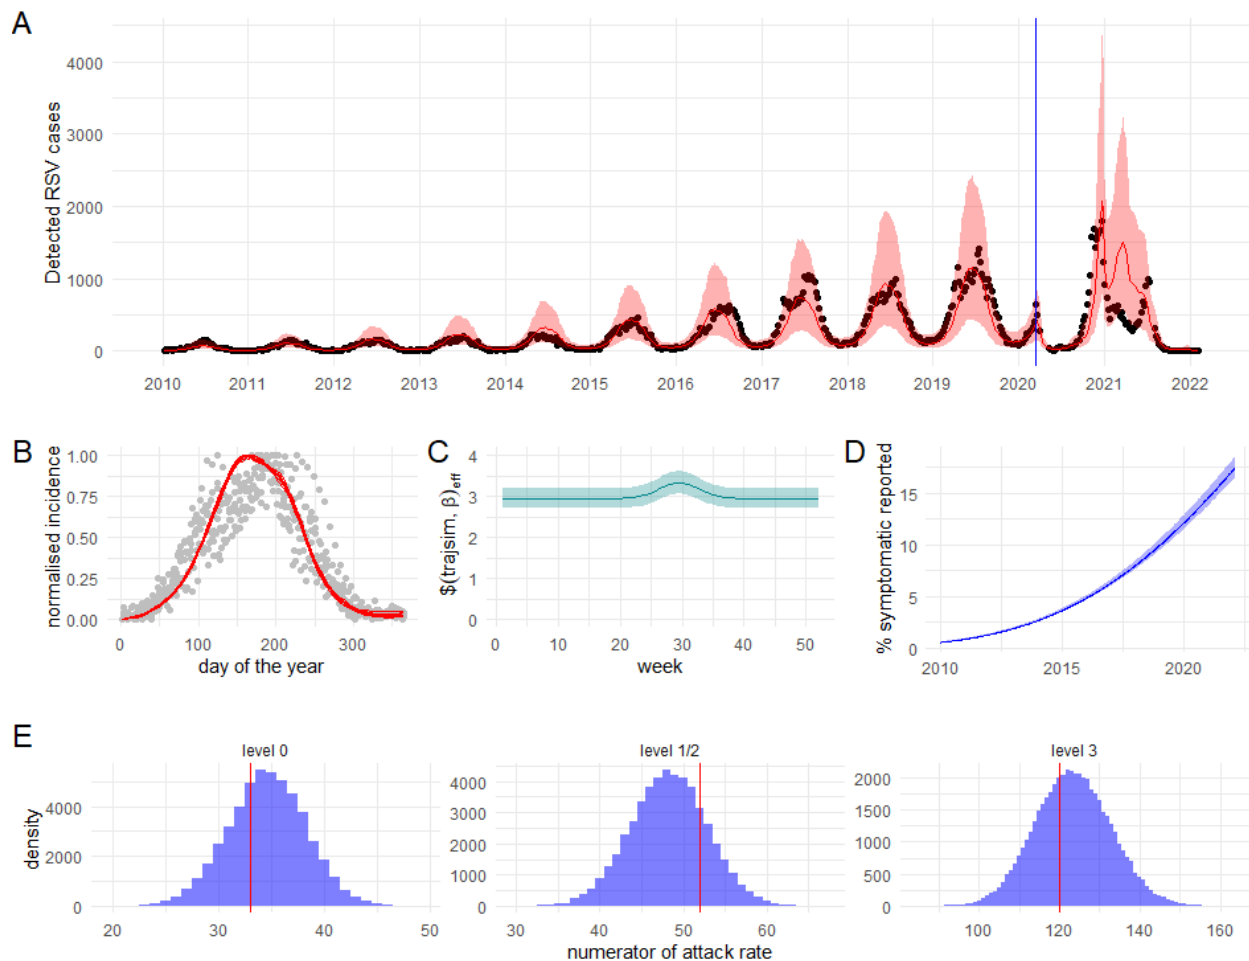 A
Detected RSV cases
4000
3000
2000
1000
0
2010 2011 2012 2013 2014 2015 2016 2017 2018 2019 2020 2021 2022
B
normalised incidence
1.00
0.75
0.50
0.25
0.00
0 100 200 300
day of the year
C
$(trajsim, β)eff
4
3
2
1
0
0 10 20 30 40 50
week
D
% symptomatic reported
15
10
5
0
2010 2015 2020
E
density
level 0
4000
2000
0
20 30 40 50
level 1/2
4000
3000
2000
1000
0
30 40 50 60
level 3
2000
1500
1000
500
0
100 120 140 160
numerator of attack rate